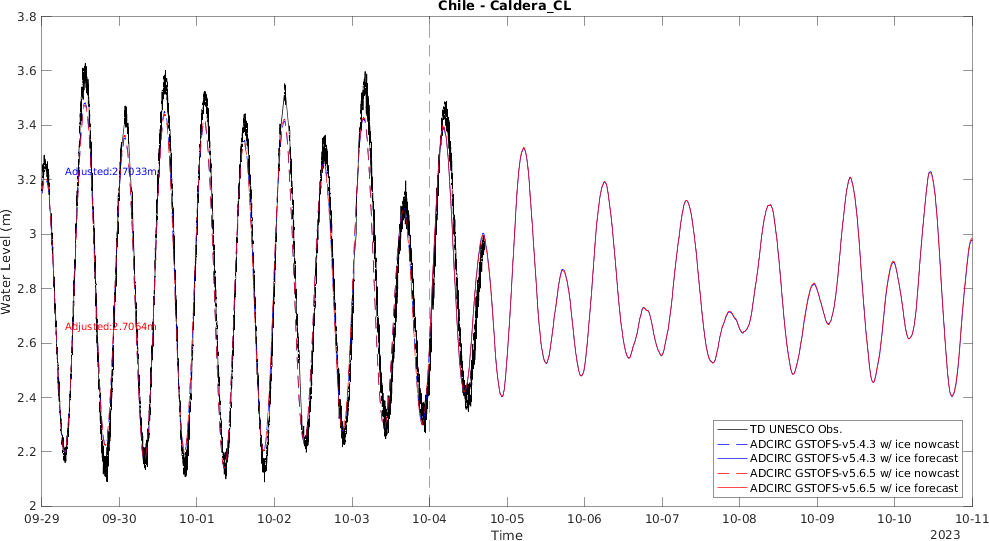 Chile - Caldera_CL
3.8
3.6
3.4
3.2
3
2.8
2.6
2.4
2.2
2
Water Level (m)
Adjusted:2.7033m
Adjusted:2.7064m
TD UNESCO Obs.
ADCIRC GSTOFS-v5.4.3 w/ ice nowcast
ADCIRC GSTOFS-v5.4.3 w/ ice forecast
ADCIRC GSTOFS-v5.6.5 w/ ice nowcast
ADCIRC GSTOFS-v5.6.5 w/ ice forecast
09-29 09-30 10-01 10-02 10-03 10-04 10-05 10-06 10-07 10-08 10-09 10-10 10-11
Time
2023